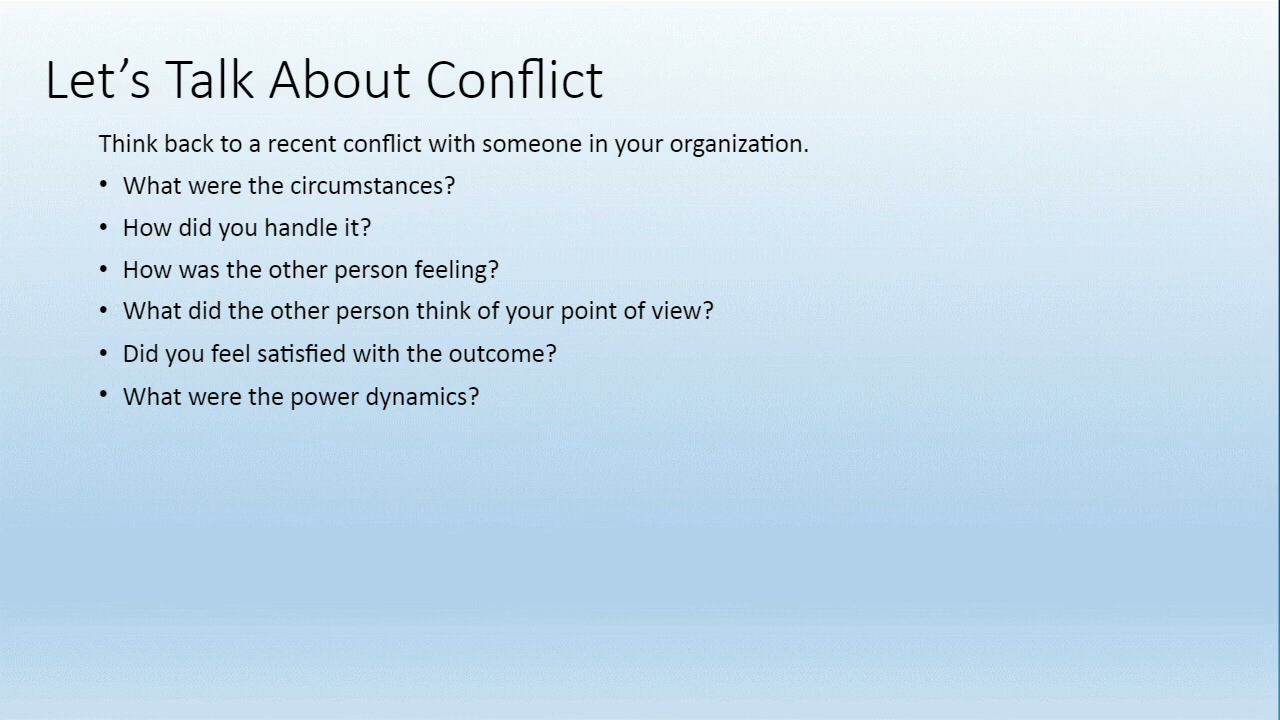 Let’s Talk About Conflict
Think back to a recent conflict with someone in your organization.
• What were the circumstances?
• How did you handle it?
• How was the other person feeling?
• What did the other person think of your point of view?
• Did you feel satisfied with the outcome?
• What were the power dynamics?